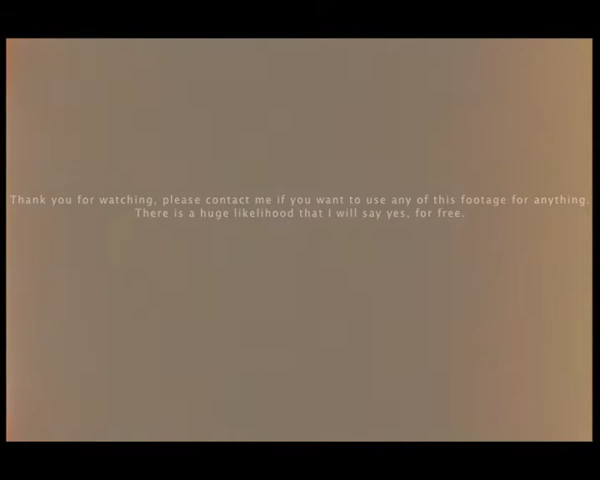 Thank you for watching, please contact me if you want to use any of this footage for anything.
There is a huge likelihood that I will say yes, for free.